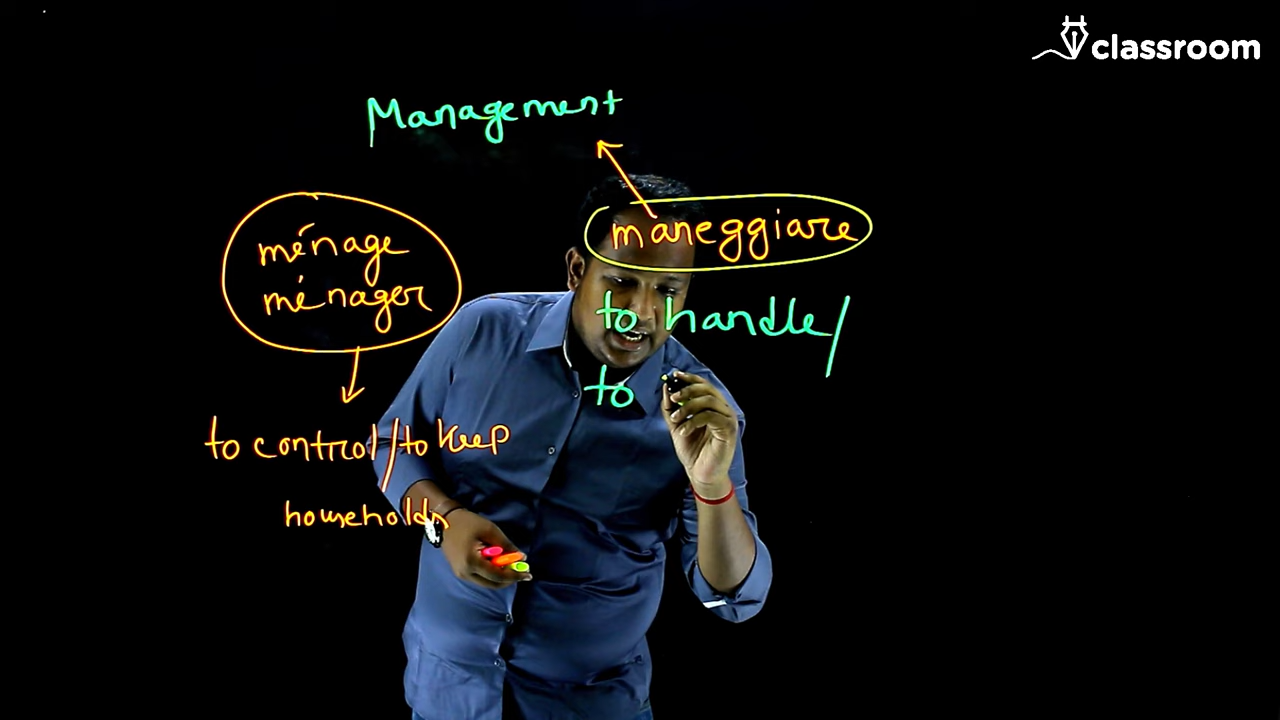 classroom
Management
ménage
ménager
maneggiare
to handle/
to
to control/to keep
households